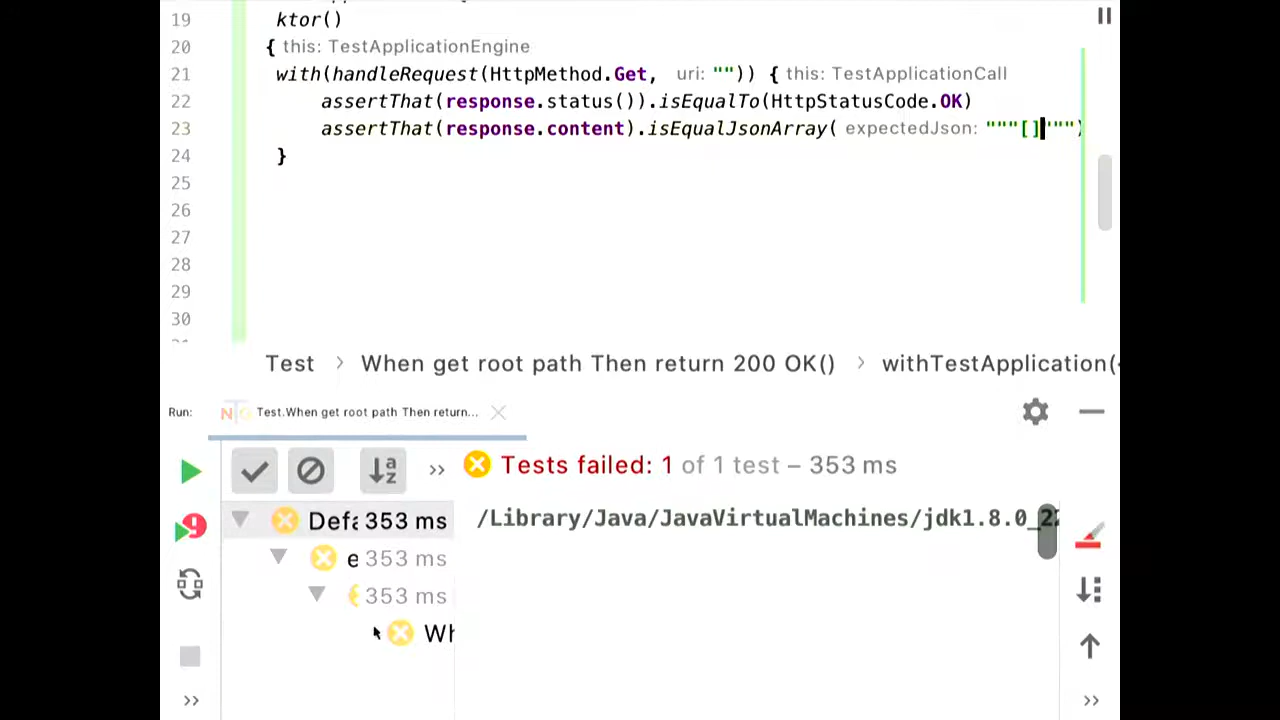 19 ktor()
20 { this: TestApplicationEngine
21 with(handleRequest(HttpMethod.Get, uri: "")) { this: TestApplicationCall
22 assertThat(response.status()).isEqualTo(HttpStatusCode.OK)
23 assertThat(response.content).isEqualJsonArray( expectedJson: """[]""")
24 }
25
26
27
28
29
30
Test > When get root path Then return 200 OK() > withTestApplication(
Run: Test.When get root path Then return...
>> Tests failed: 1 of 1 test – 353 ms
Defa 353 ms /Library/Java/JavaVirtualMachines/jdk1.8.0_2
e 353 ms
353 ms
Wh
>> >>